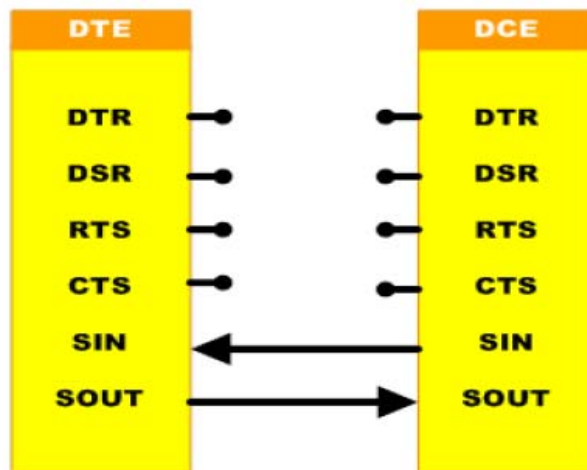 DTE DCE
DTR DTR
DSR DSR
RTS RTS
CTS CTS
SIN SIN
SOUT SOUT